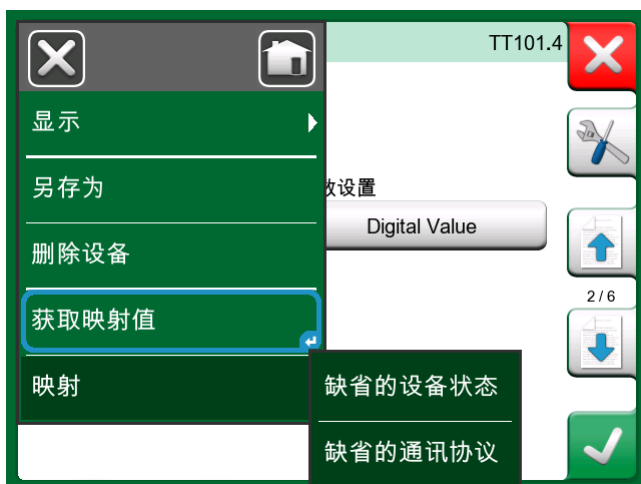 TT101.4
显示
另存为
数设置
Digital Value
删除设备
2 / 6
获取映射值
映射
缺省的设备状态
缺省的通讯协议